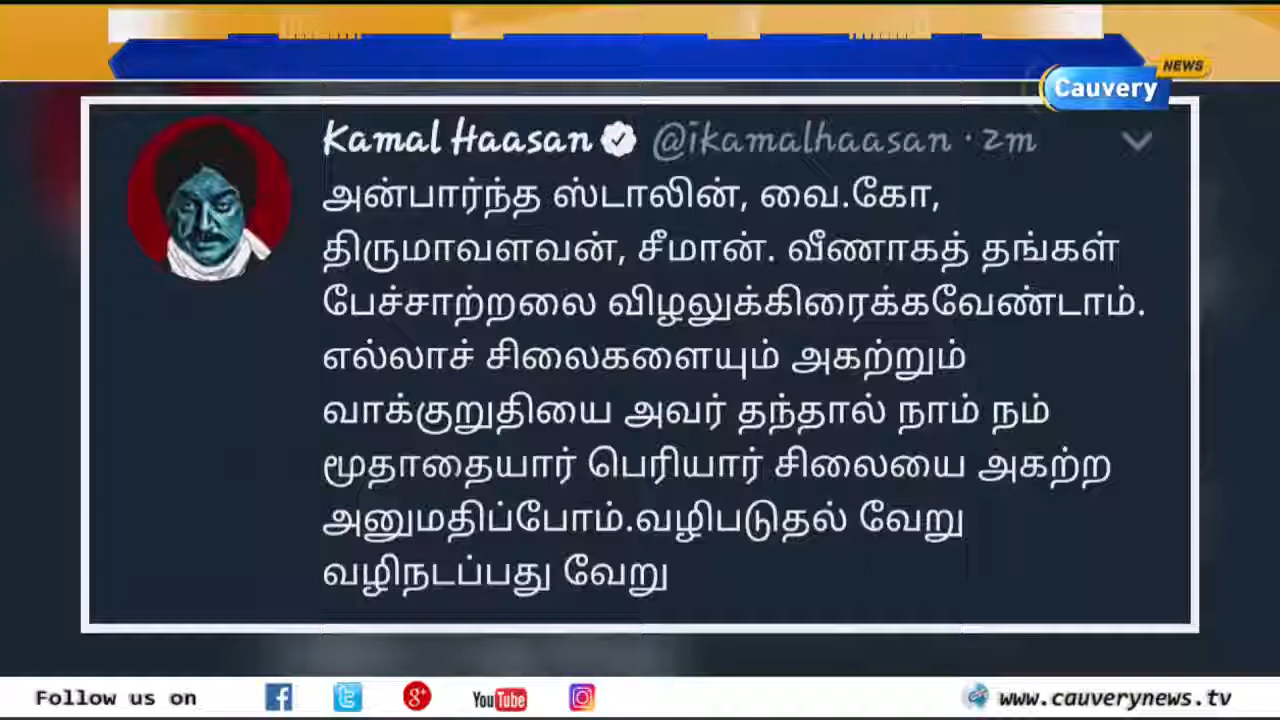 NEWS
Cauvery
Kamal Haasan @ikamalhaasan · 2m
அன்பார்ந்த ஸ்டாலின், வை.கோ,
திருமாவளவன், சீமான். வீணாகத் தங்கள்
பேச்சாற்றலை விழலுக்கிரைக்கவேண்டாம்.
எல்லாச் சிலைகளையும் அகற்றும்
வாக்குறுதியை அவர் தந்தால் நாம் நம்
மூதாதையார் பெரியார் சிலையை அகற்ற
அனுமதிப்போம்.வழிபடுதல் வேறு
வழிநடப்பது வேறு
Follow us on f t g+ YouTube www.cauverynews.tv